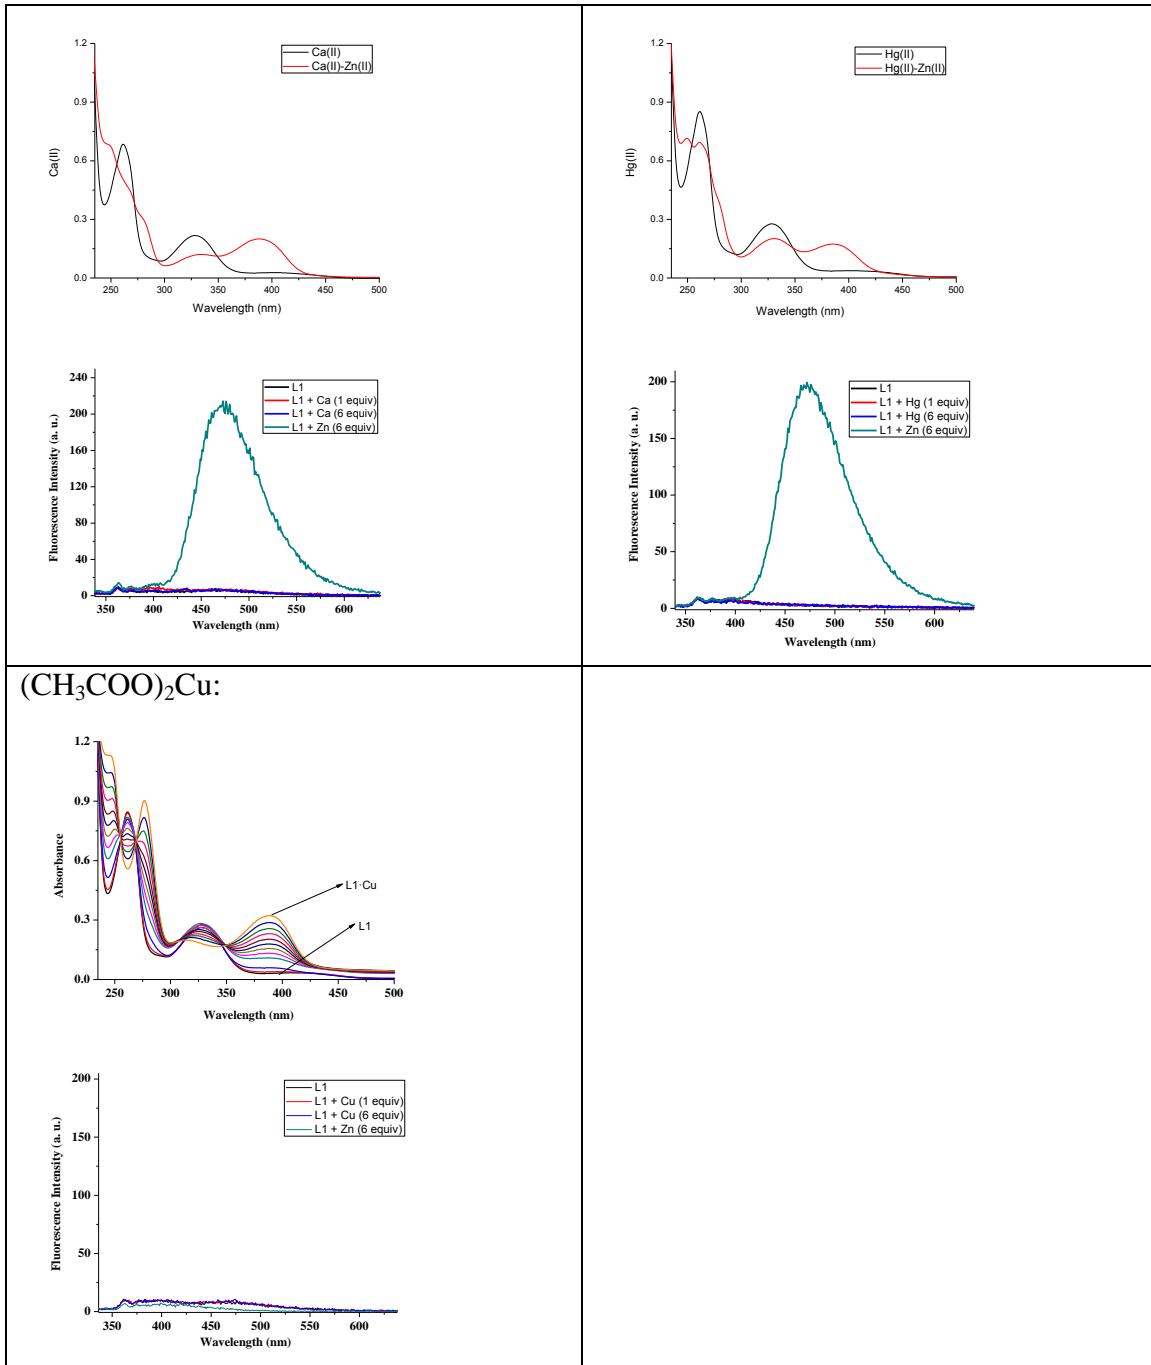 Ca(II)
Ca(II)-Zn(II)
1.2
0.9
0.6
0.3
0.0
Ca(II)
250 300 350 400 450 500
Wavelength (nm)
L1
L1 + Ca (1 equiv)
L1 + Ca (6 equiv)
L1 + Zn (6 equiv)
240
200
160
120
80
40
0
Fluorescence Intensity (a. u.)
350 400 450 500 550 600
Wavelength (nm)
Hg(II)
Hg(II)-Zn(II)
1.2
0.9
0.6
0.3
0.0
Hg(II)
250 300 350 400 450 500
Wavelength (nm)
L1
L1 + Hg (1 equiv)
L1 + Hg (6 equiv)
L1 + Zn (6 equiv)
200
150
100
50
0
Fluorescence Intensity (a. u.)
350 400 450 500 550 600
Wavelength (nm)
(CH₃COO)₂Cu:
1.2
0.9
0.6
0.3
0.0
Absorbance
L1·Cu
L1
250 300 350 400 450 500
Wavelength (nm)
L1
L1 + Cu (1 equiv)
L1 + Cu (6 equiv)
L1 + Zn (6 equiv)
200
150
100
50
0
Fluorescence Intensity (a. u.)
350 400 450 500 550 600
Wavelength (nm)